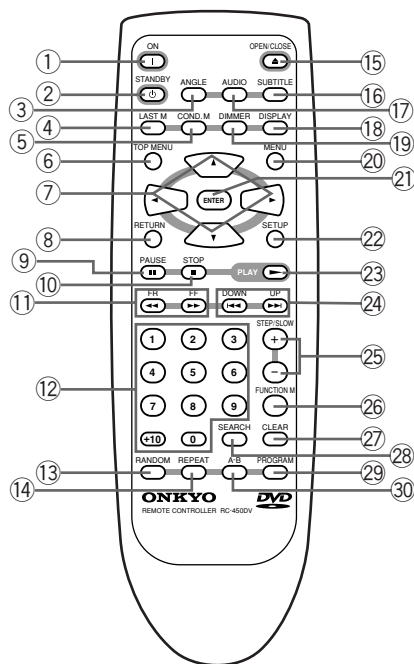 ON OPEN/CLOSE
1 I 15
STANDBY ANGLE AUDIO SUBTITLE
2 16
3 17
LAST M COND. M DIMMER DISPLAY
4 18
5 19
TOP MENU MENU
6 20
7 ENTER 21
RETURN SETUP
8 22
PAUSE STOP PLAY
9 23
10
FR FF DOWN UP
11 24
STEP/SLOW
1 2 3 +
25
4 5 6 −
12 FUNCTION M
7 8 9 26
SEARCH CLEAR
+10 0 27
28
RANDOM REPEAT A-B PROGRAM
13 29
14 30
ONKYO DVD
REMOTE CONTROLLER RC-450DV